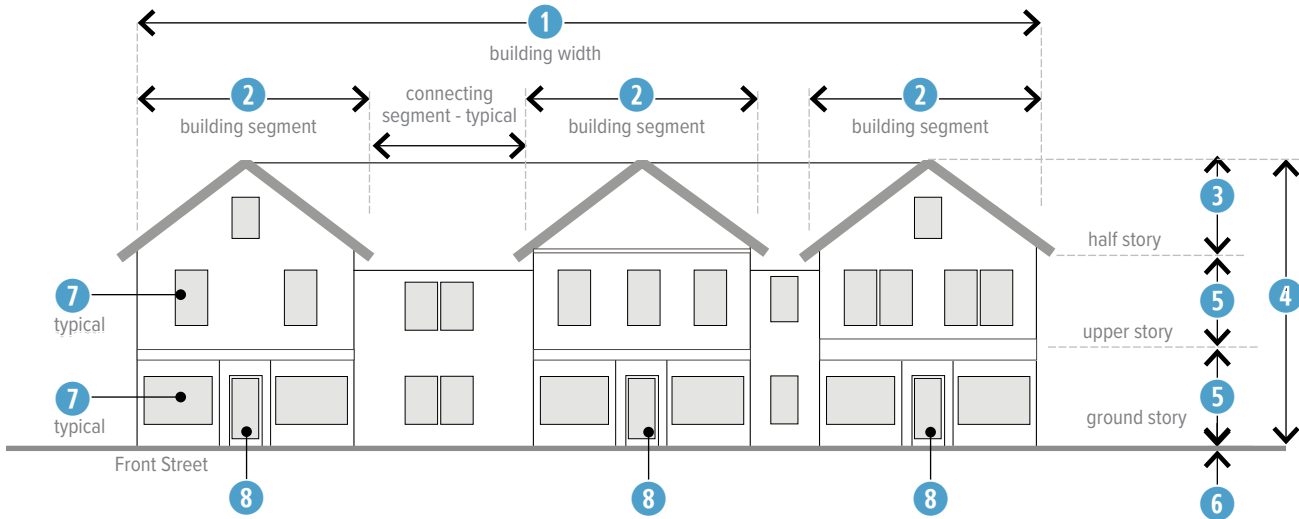 1
building width
2
building segment
connecting
segment - typical
2
building segment
2
building segment
3
half story
4
7
typical
5
upper story
7
typical
5
ground story
Front Street
8
8
8
6